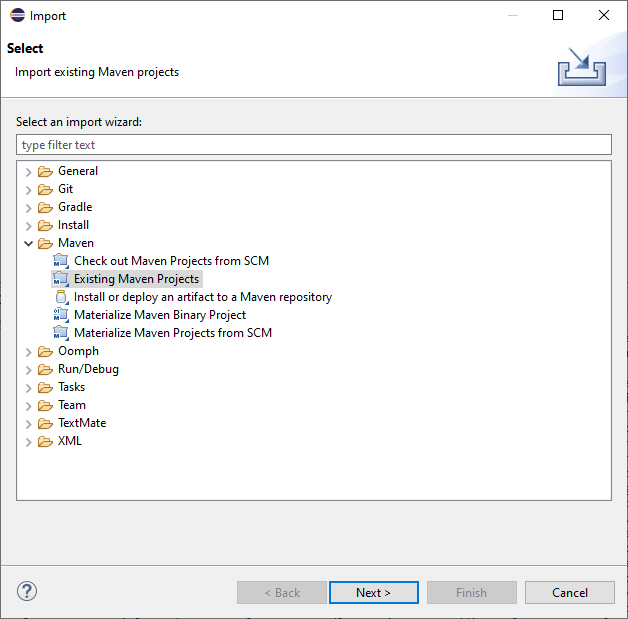 Import
Select
Import existing Maven projects
Select an import wizard:
type filter text
General
Git
Gradle
Install
Maven
Check out Maven Projects from SCM
Existing Maven Projects
Install or deploy an artifact to a Maven repository
Materialize Maven Binary Project
Materialize Maven Projects from SCM
Oomph
Run/Debug
Tasks
Team
TextMate
XML
? < Back Next > Finish Cancel